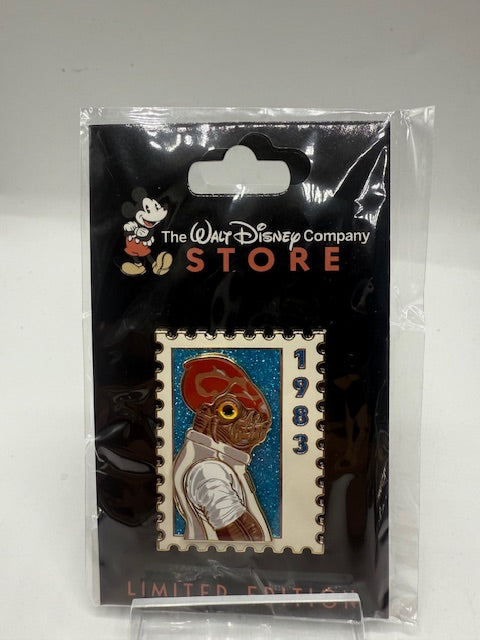 The WALT DISNEY Company
STORE
1983
LIMITED EDITION